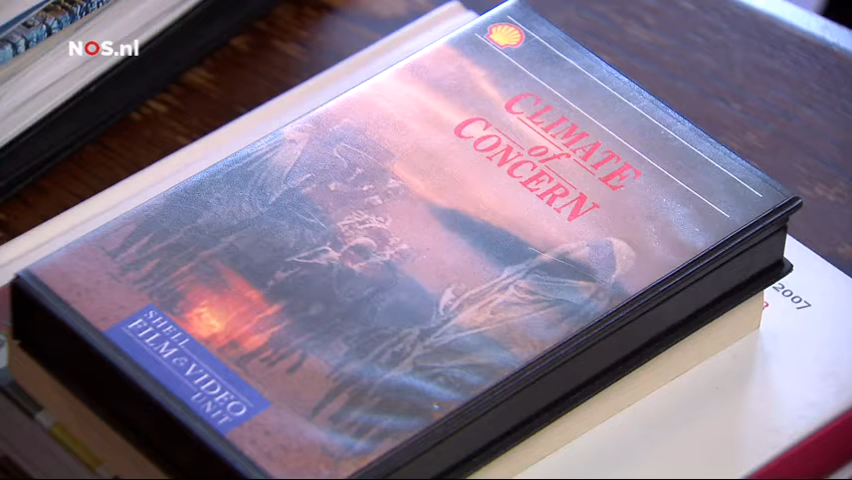 NOS.nl
CLIMATE
of
CONCERN
SHELL
FILM & VIDEO
UNIT
2007